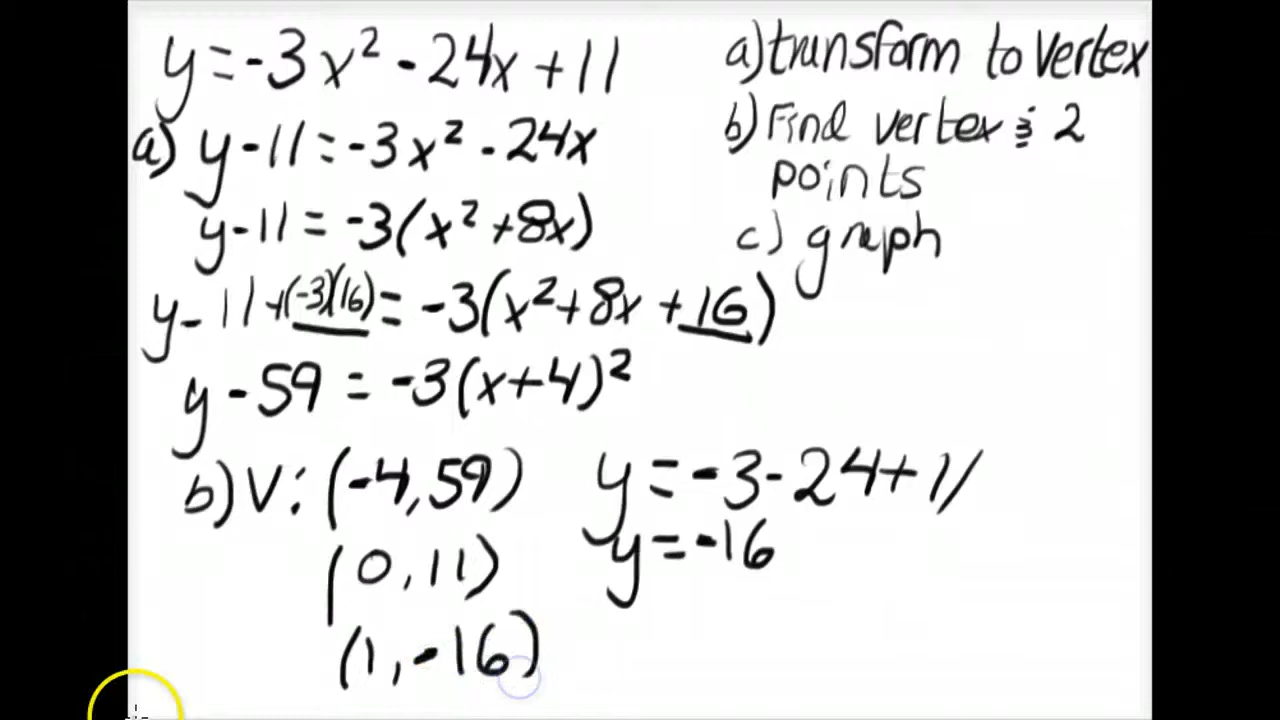 y = -3x² - 24x + 11
a) y - 11 = -3x² - 24x
y - 11 = -3(x² + 8x)
y - 11 + (-3)(16) = -3(x² + 8x + 16)
y - 59 = -3(x + 4)²
b) V: (-4, 59)
(0, 11)
(1, -16)
y = -3 - 24 + 11
y = -16
a) transform to vertex
b) Find vertex & 2
points
c) graph